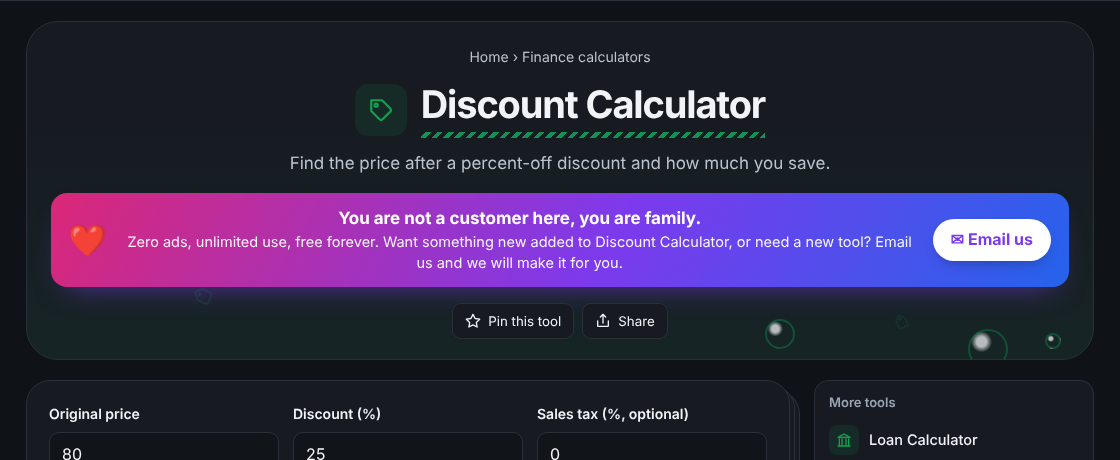 Home › Finance calculators
Discount Calculator
Find the price after a percent-off discount and how much you save.
You are not a customer here, you are family.
Zero ads, unlimited use, free forever. Want something new added to Discount Calculator, or need a new tool? Email
us and we will make it for you.
✉ Email us
Pin this tool
Share
Original price
Discount (%)
Sales tax (%, optional)
80
25
0
More tools
Loan Calculator